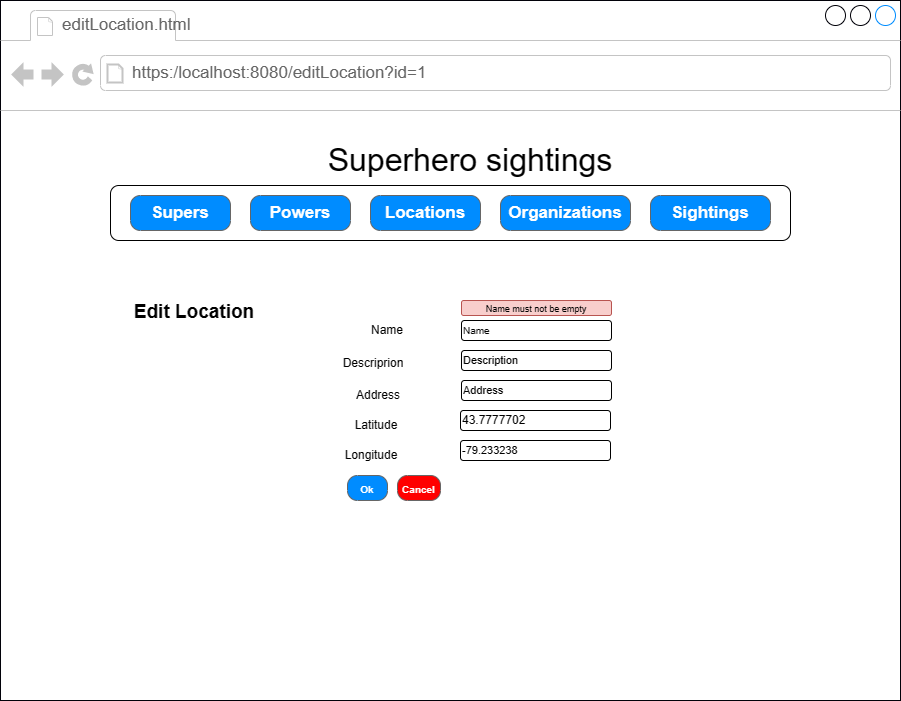 editLocation.html
https:/localhost:8080/editLocation?id=1
Superhero sightings
Supers Powers Locations Organizations Sightings
Edit Location
Name must not be empty
Name Name
Descriprion Description
Address Address
Latitude 43.7777702
Longitude -79.233238
Ok Cancel